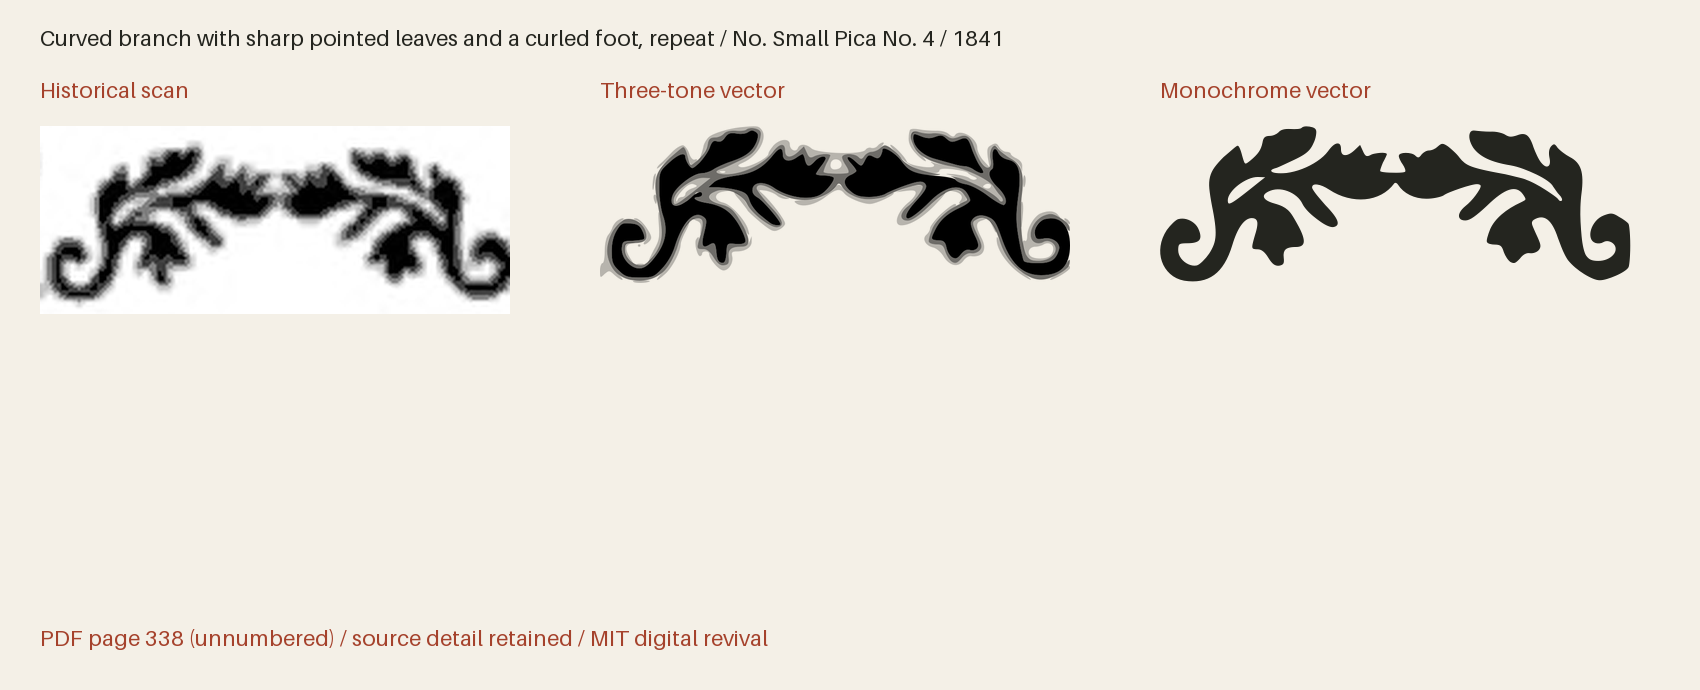 Curved branch with sharp pointed leaves and a curled foot, repeat / No. Small Pica No. 4 / 1841
Historical scan
Three-tone vector
Monochrome vector
PDF page 338 (unnumbered) / source detail retained / MIT digital revival